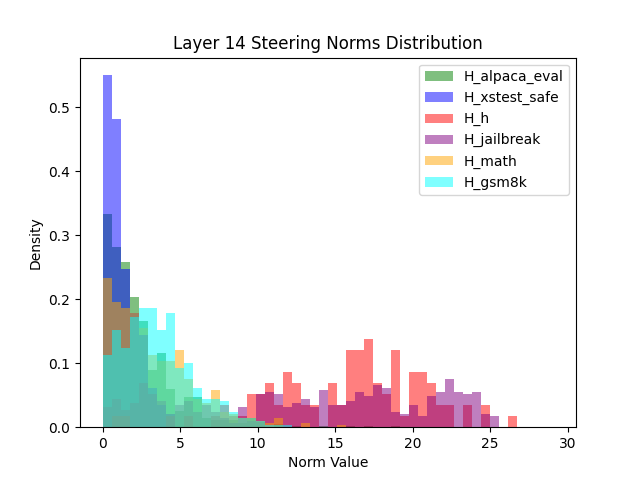 Layer 14 Steering Norms Distribution
H_alpaca_eval
H_xstest_safe
H_h
H_jailbreak
H_math
H_gsm8k
Density
0.5
0.4
0.3
0.2
0.1
0.0
0 5 10 15 20 25 30
Norm Value